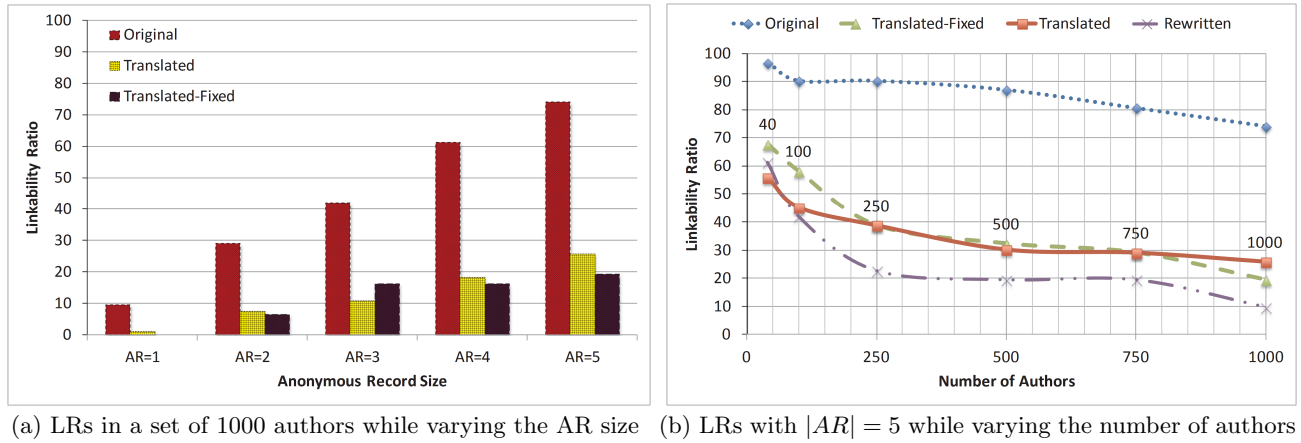 100
90
80
70
60
50
40
30
20
10
0
Linkability Ratio
Original
Translated
Translated-Fixed
AR=1 AR=2 AR=3 AR=4 AR=5
Anonymous Record Size
(a) LRs in a set of 1000 authors while varying the AR size
Original Translated-Fixed Translated Rewritten
100
90
80
70
60
50
40
30
20
10
0
Linkability Ratio
40
100
250
500
750
1000
0 250 500 750 1000
Number of Authors
(b) LRs with |AR| = 5 while varying the number of authors